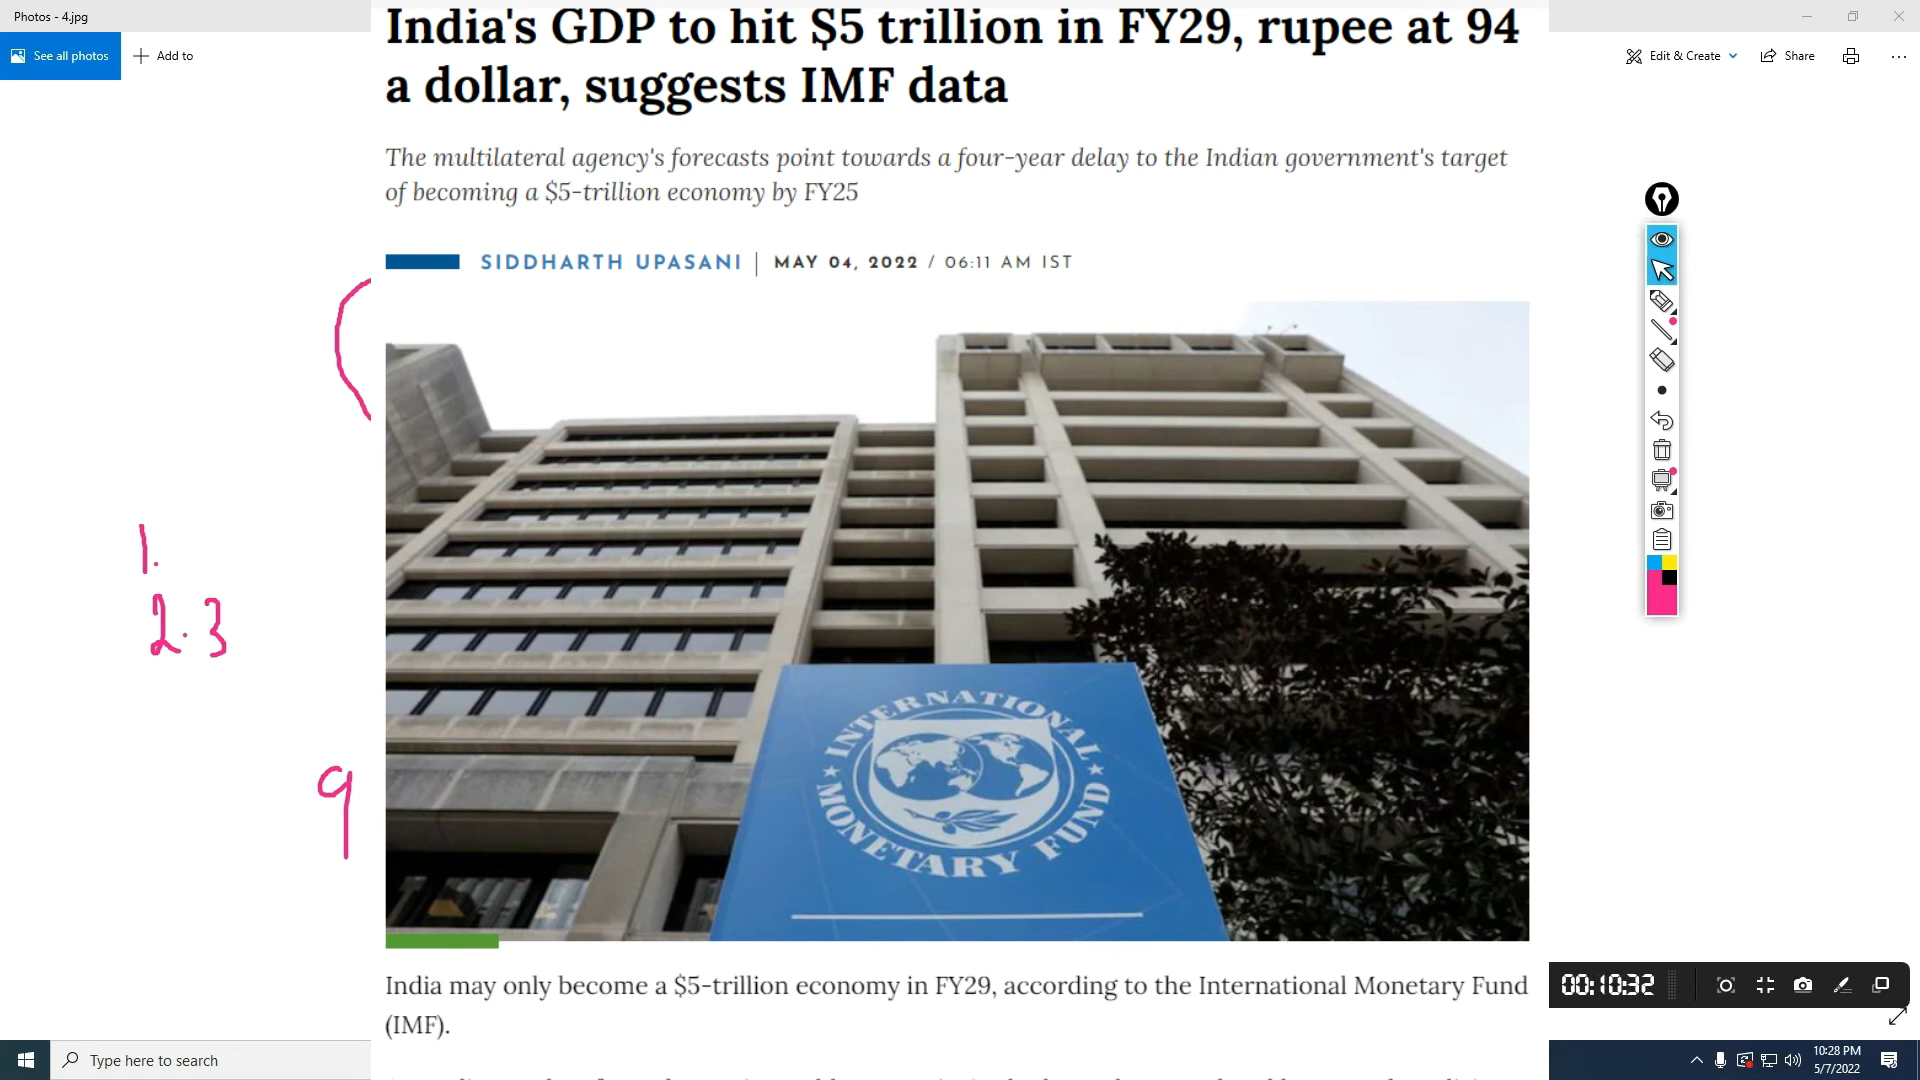 Photos - 4.jpg
See all photos
Add to
Edit & Create
Share
India's GDP to hit $5 trillion in FY29, rupee at 94
a dollar, suggests IMF data
The multilateral agency's forecasts point towards a four-year delay to the Indian government's target
of becoming a $5-trillion economy by FY25
SIDDHARTH UPASANI | MAY 04, 2022 / 06:11 AM IST
1.
2.3
9
INTERNATIONAL
MONETARY FUND
India may only become a $5-trillion economy in FY29, according to the International Monetary Fund
(IMF).
00:10:32
Type here to search
10:28 PM
5/7/2022